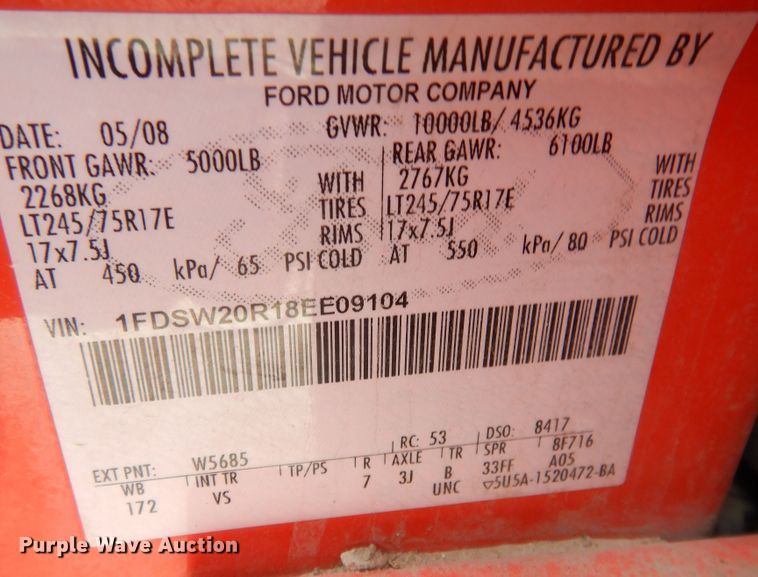 INCOMPLETE VEHICLE MANUFACTURED BY
FORD MOTOR COMPANY
DATE: 05/08 GVWR: 10000LB/ 4536KG
FRONT GAWR: 5000LB REAR GAWR: 6100LB
2268KG WITH 2767KG WITH
LT245/75R17E TIRES LT245/75R17E TIRES
17x7.5J RIMS 17x7.5J RIMS
AT 450 kPa/ 65 PSI COLD AT 550 kPa/ 80 PSI COLD
VIN: 1FDSW20R18EE09104
EXT PNT: W5685 RC: 53 DSO: 8417
WB INT TR TP/PS R AXLE TR SPR 8F716
172 VS 7 3J B 33FF A05
UNC 5U5A-1520472-BA
Purple Wave Auction